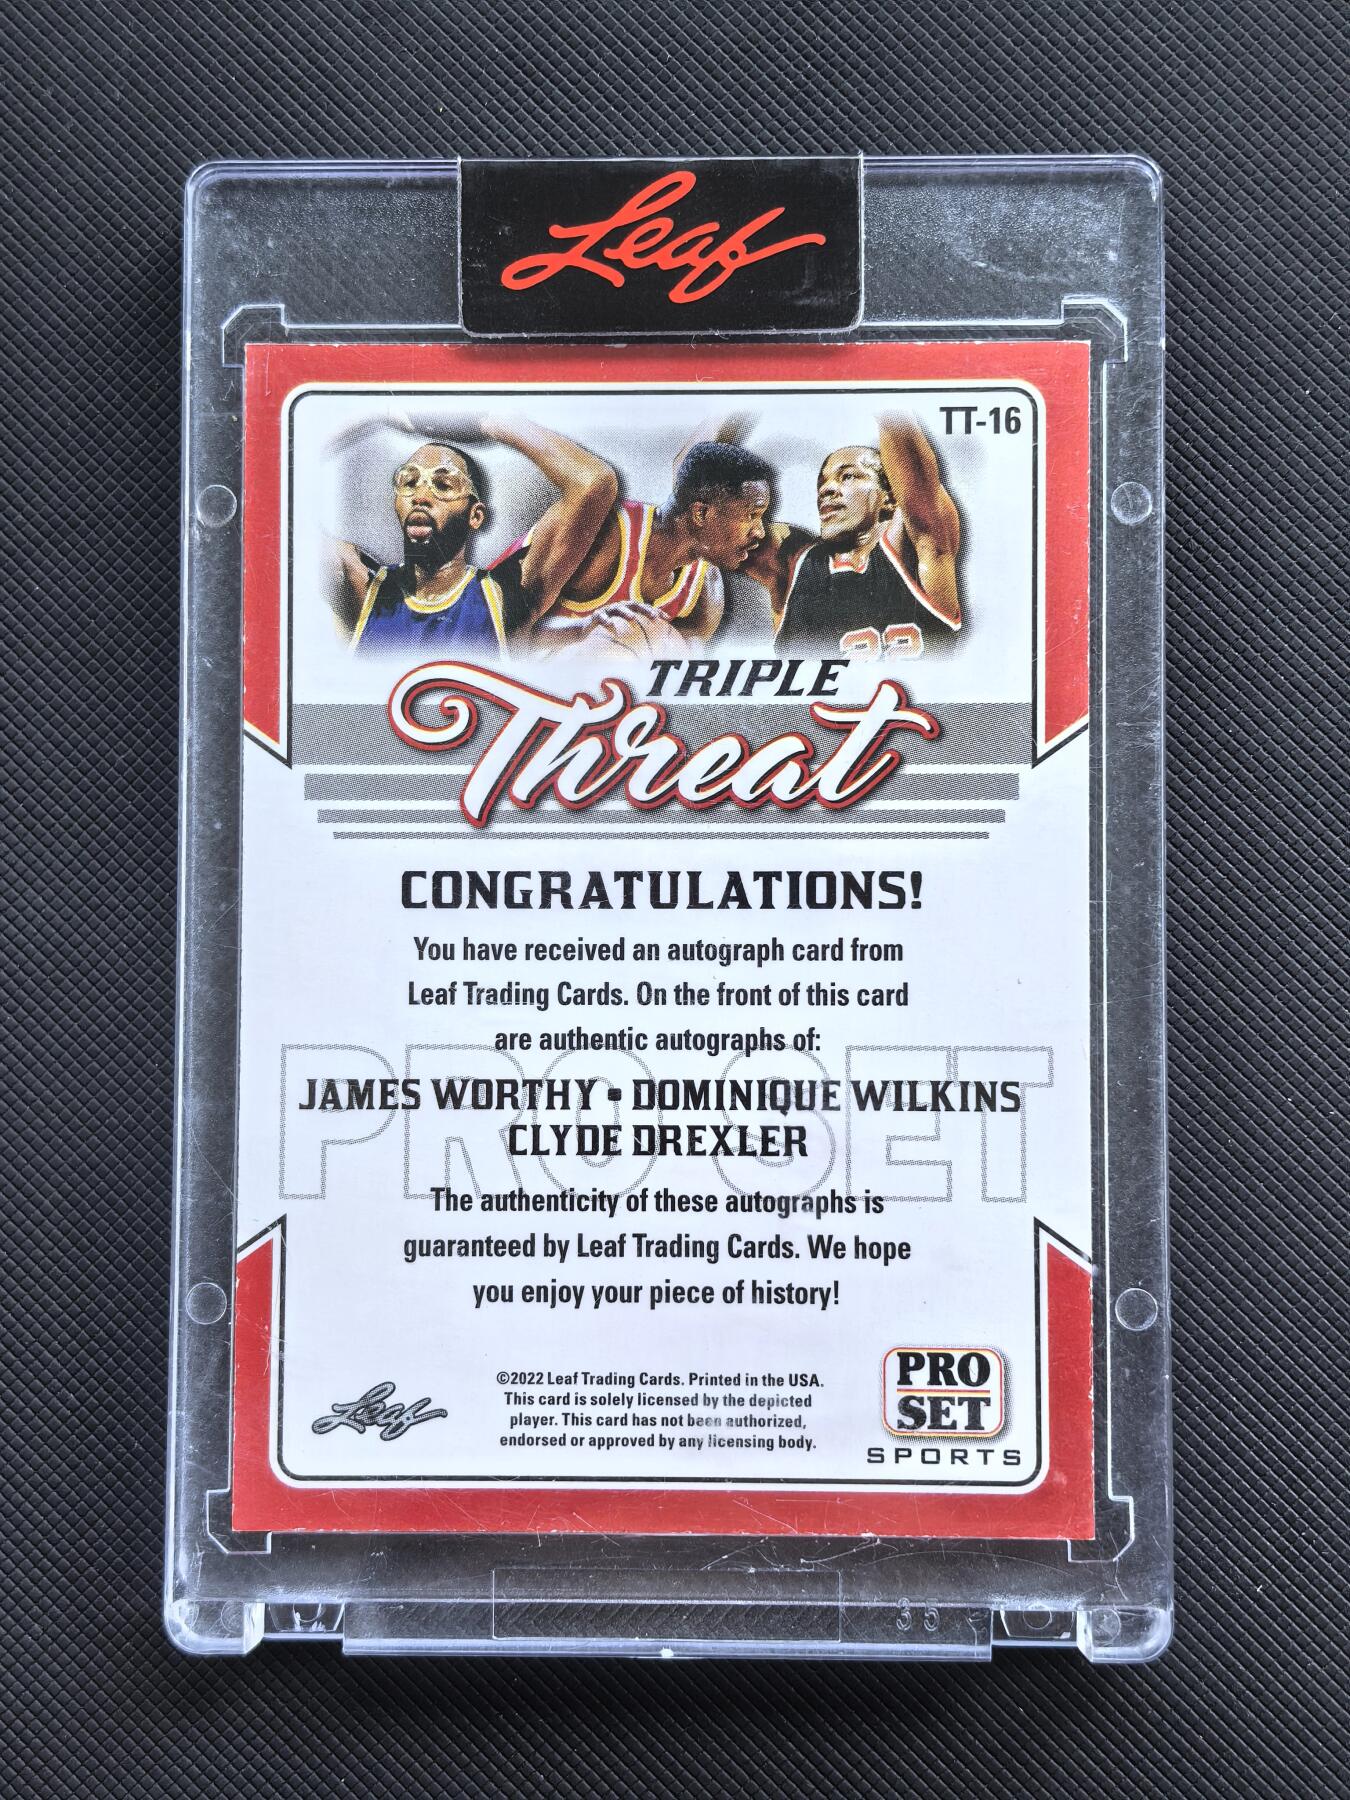 Leaf
TT-16
22
TRIPLE
Threat
CONGRATULATIONS!
You have received an autograph card from
Leaf Trading Cards. On the front of this card
are authentic autographs of:
PRO SET
JAMES WORTHY • DOMINIQUE WILKINS
CLYDE DREXLER
The authenticity of these autographs is
guaranteed by Leaf Trading Cards. We hope
you enjoy your piece of history!
Leaf
©2022 Leaf Trading Cards. Printed in the USA.
This card is solely licensed by the depicted
player. This card has not been authorized,
endorsed or approved by any licensing body.
PRO
SET
SPORTS
35